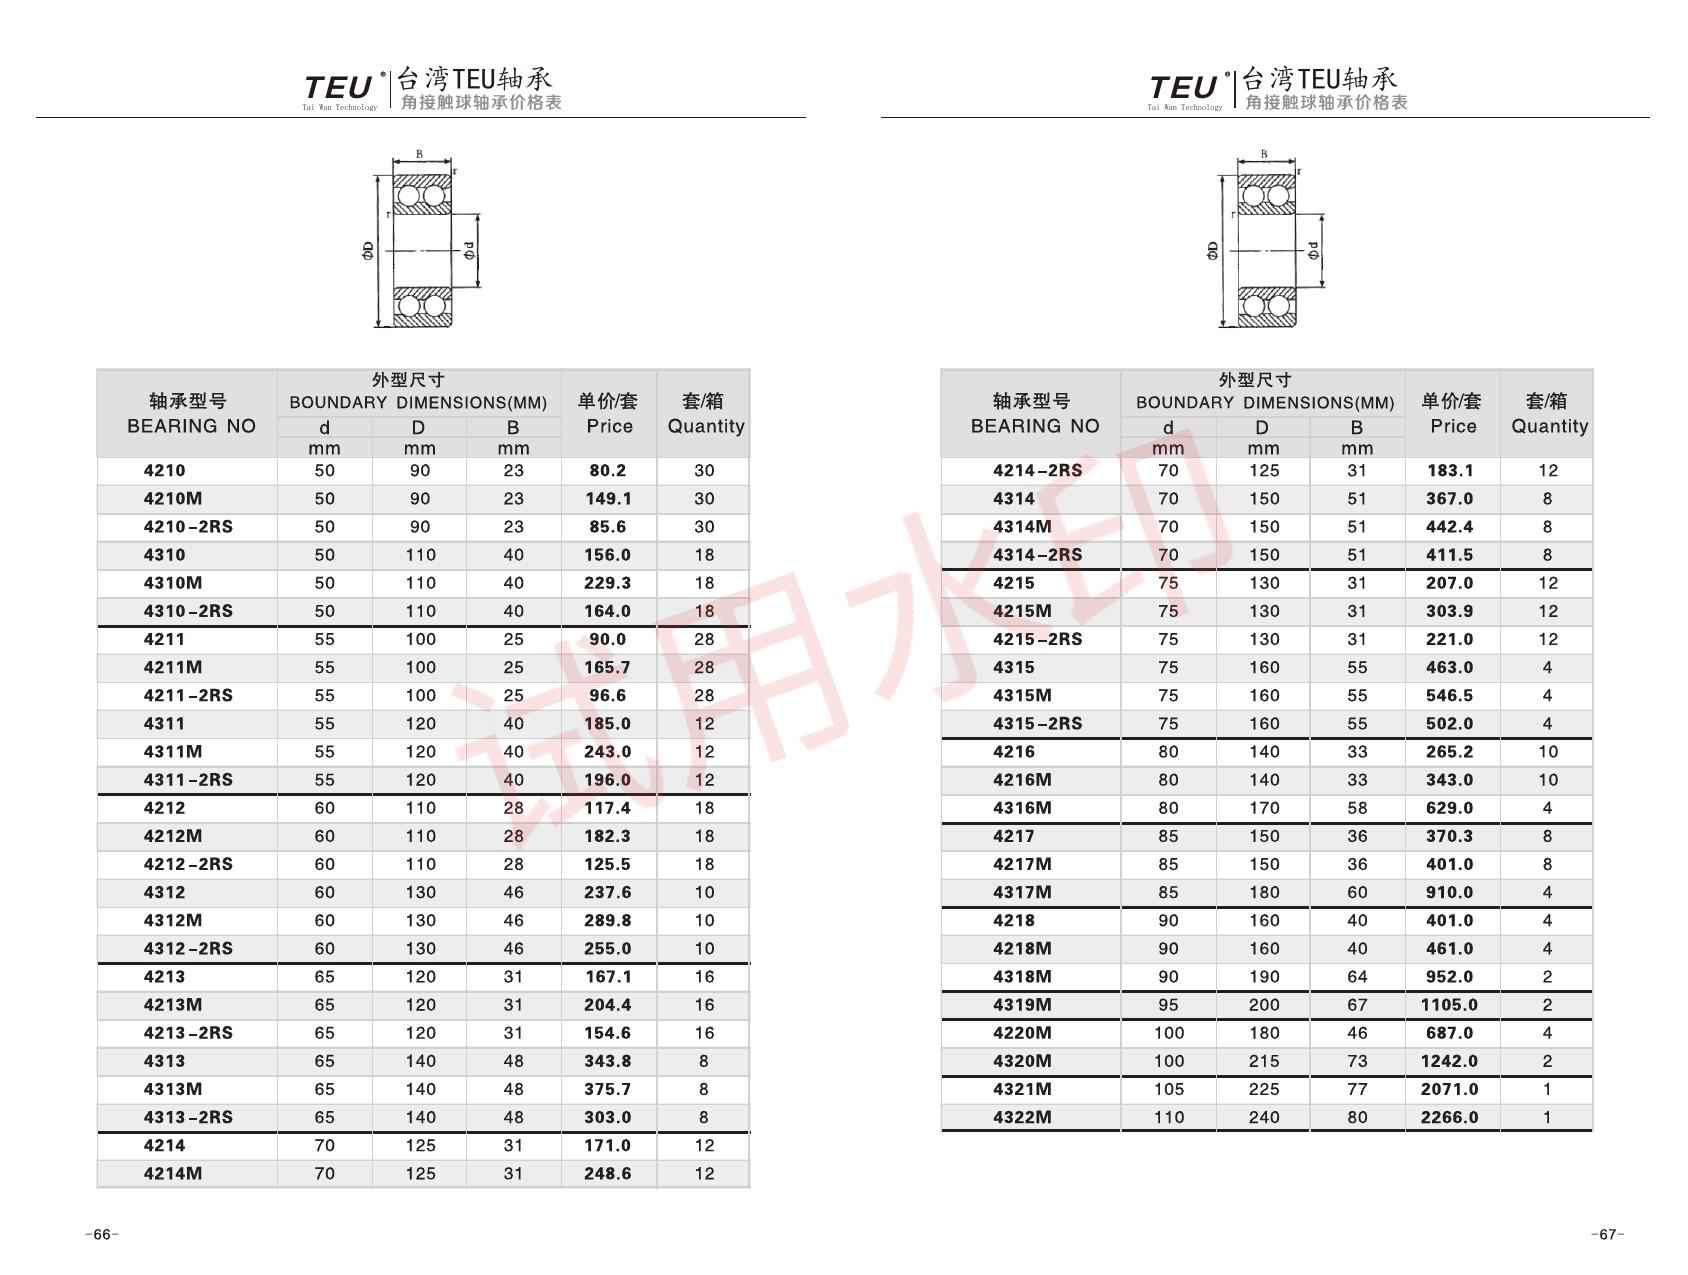 TEU ® 台湾TEU轴承
Tai Wan Technology 角接触球轴承价格表
B
r
r
ΦD
Φd
轴承型号 外型尺寸 单价/套 套/箱
BEARING NO BOUNDARY DIMENSIONS(MM) Price Quantity
d D B
mm mm mm
4210 50 90 23 80.2 30
4210M 50 90 23 149.1 30
4210-2RS 50 90 23 85.6 30
4310 50 110 40 156.0 18
4310M 50 110 40 229.3 18
4310-2RS 50 110 40 164.0 18
4211 55 100 25 90.0 28
4211M 55 100 25 165.7 28
4211-2RS 55 100 25 96.6 28
4311 55 120 40 185.0 12
4311M 55 120 40 243.0 12
4311-2RS 55 120 40 196.0 12
4212 60 110 28 117.4 18
4212M 60 110 28 182.3 18
4212-2RS 60 110 28 125.5 18
4312 60 130 46 237.6 10
4312M 60 130 46 289.8 10
4312-2RS 60 130 46 255.0 10
4213 65 120 31 167.1 16
4213M 65 120 31 204.4 16
4213-2RS 65 120 31 154.6 16
4313 65 140 48 343.8 8
4313M 65 140 48 375.7 8
4313-2RS 65 140 48 303.0 8
4214 70 125 31 171.0 12
4214M 70 125 31 248.6 12
-66-
TEU ® 台湾TEU轴承
Tai Wan Technology 角接触球轴承价格表
B
r
r
ΦD
Φd
轴承型号 外型尺寸 单价/套 套/箱
BEARING NO BOUNDARY DIMENSIONS(MM) Price Quantity
d D B
mm mm mm
4214-2RS 70 125 31 183.1 12
4314 70 150 51 367.0 8
4314M 70 150 51 442.4 8
4314-2RS 70 150 51 411.5 8
4215 75 130 31 207.0 12
4215M 75 130 31 303.9 12
4215-2RS 75 130 31 221.0 12
4315 75 160 55 463.0 4
4315M 75 160 55 546.5 4
4315-2RS 75 160 55 502.0 4
4216 80 140 33 265.2 10
4216M 80 140 33 343.0 10
4316M 80 170 58 629.0 4
4217 85 150 36 370.3 8
4217M 85 150 36 401.0 8
4317M 85 180 60 910.0 4
4218 90 160 40 401.0 4
4218M 90 160 40 461.0 4
4318M 90 190 64 952.0 2
4319M 95 200 67 1105.0 2
4220M 100 180 46 687.0 4
4320M 100 215 73 1242.0 2
4321M 105 225 77 2071.0 1
4322M 110 240 80 2266.0 1
-67-
试用水印